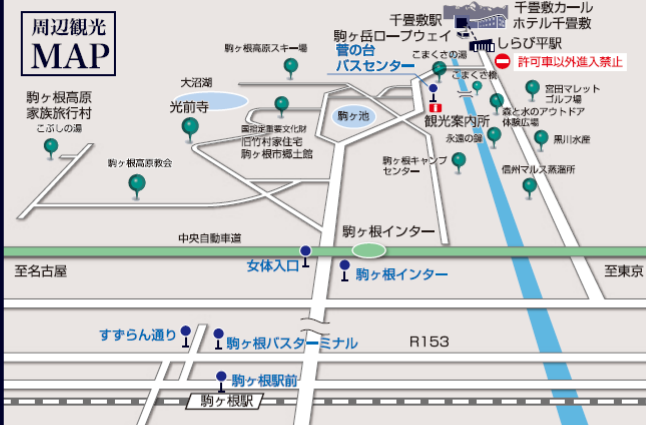 周辺観光
MAP
千畳敷カール
ホテル千畳敷
千畳敷駅
駒ヶ岳ロープウェイ
しらび平駅
許可車以外進入禁止
菅の台
バスセンター
こまくさの湯
こまくさ橋
駒ヶ根高原スキー場
大沼湖
光前寺
駒ヶ根高原
家族旅行村
こぶしの湯
国指定重要文化財
旧竹村家住宅
駒ヶ根市郷土館
駒ヶ池
観光案内所
宮田マレット
ゴルフ場
森と水のアウトドア
体験広場
永遠の鐘
黒川水産
駒ヶ根キャンプ
センター
信州マルス蒸溜所
駒ヶ根高原教会
中央自動車道
駒ヶ根インター
至名古屋
女体入口
駒ヶ根インター
至東京
すずらん通り
駒ヶ根バスターミナル
R153
駒ヶ根駅前
駒ヶ根駅